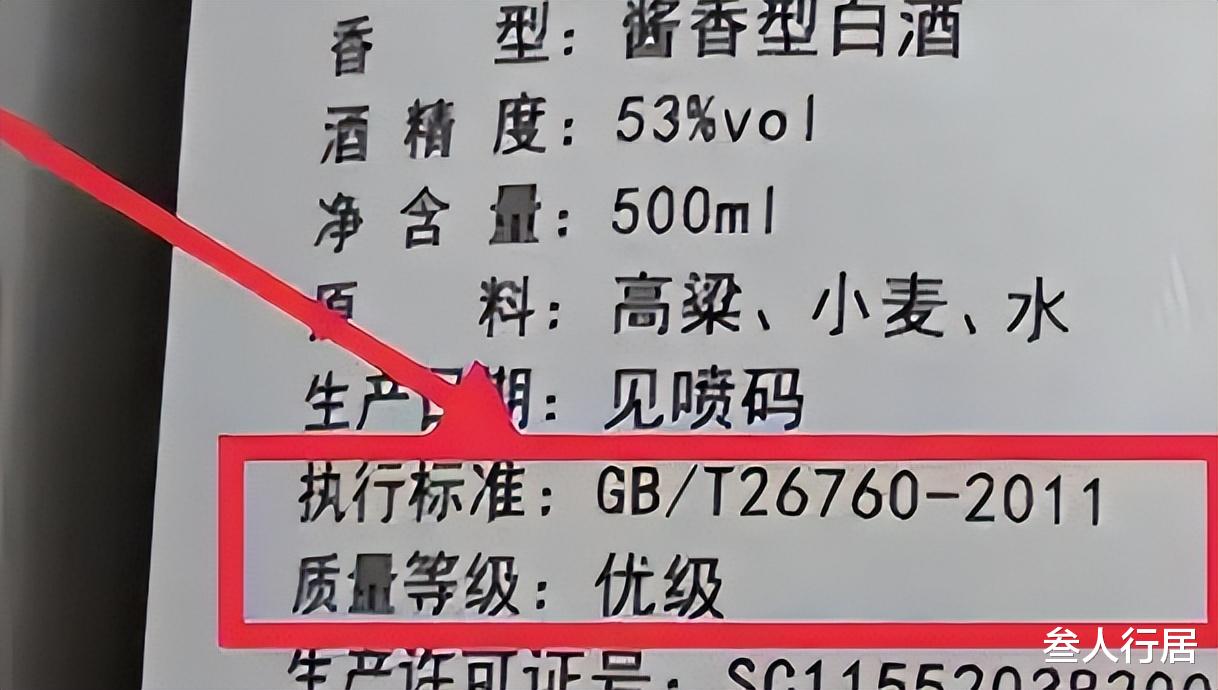 香 型：酱香型白酒
酒 精 度：53%vol
净 含 量：500ml
原 料：高粱、小麦、水
生产日期：见喷码
执行标准：GB/T26760-2011
质量等级：优级
生产许可证号：
叁人行居